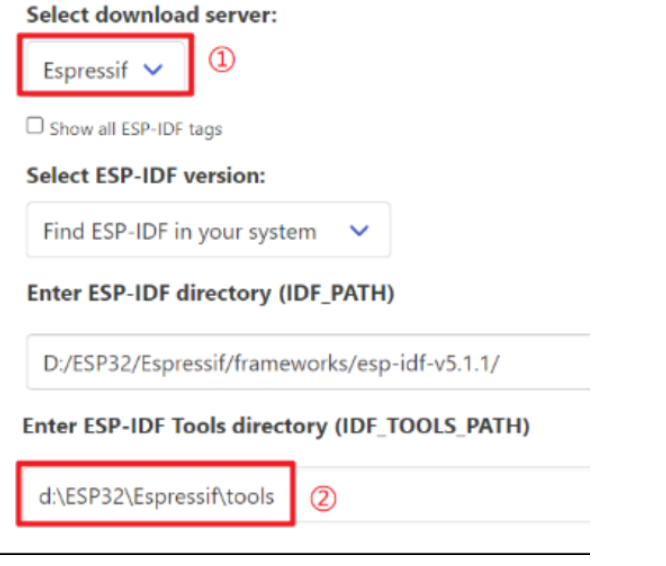 Select download server:
Espressif ①
Show all ESP-IDF tags
Select ESP-IDF version:
Find ESP-IDF in your system
Enter ESP-IDF directory (IDF_PATH)
D:/ESP32/Espressif/frameworks/esp-idf-v5.1.1/
Enter ESP-IDF Tools directory (IDF_TOOLS_PATH)
d:\ESP32\Espressif\tools ②